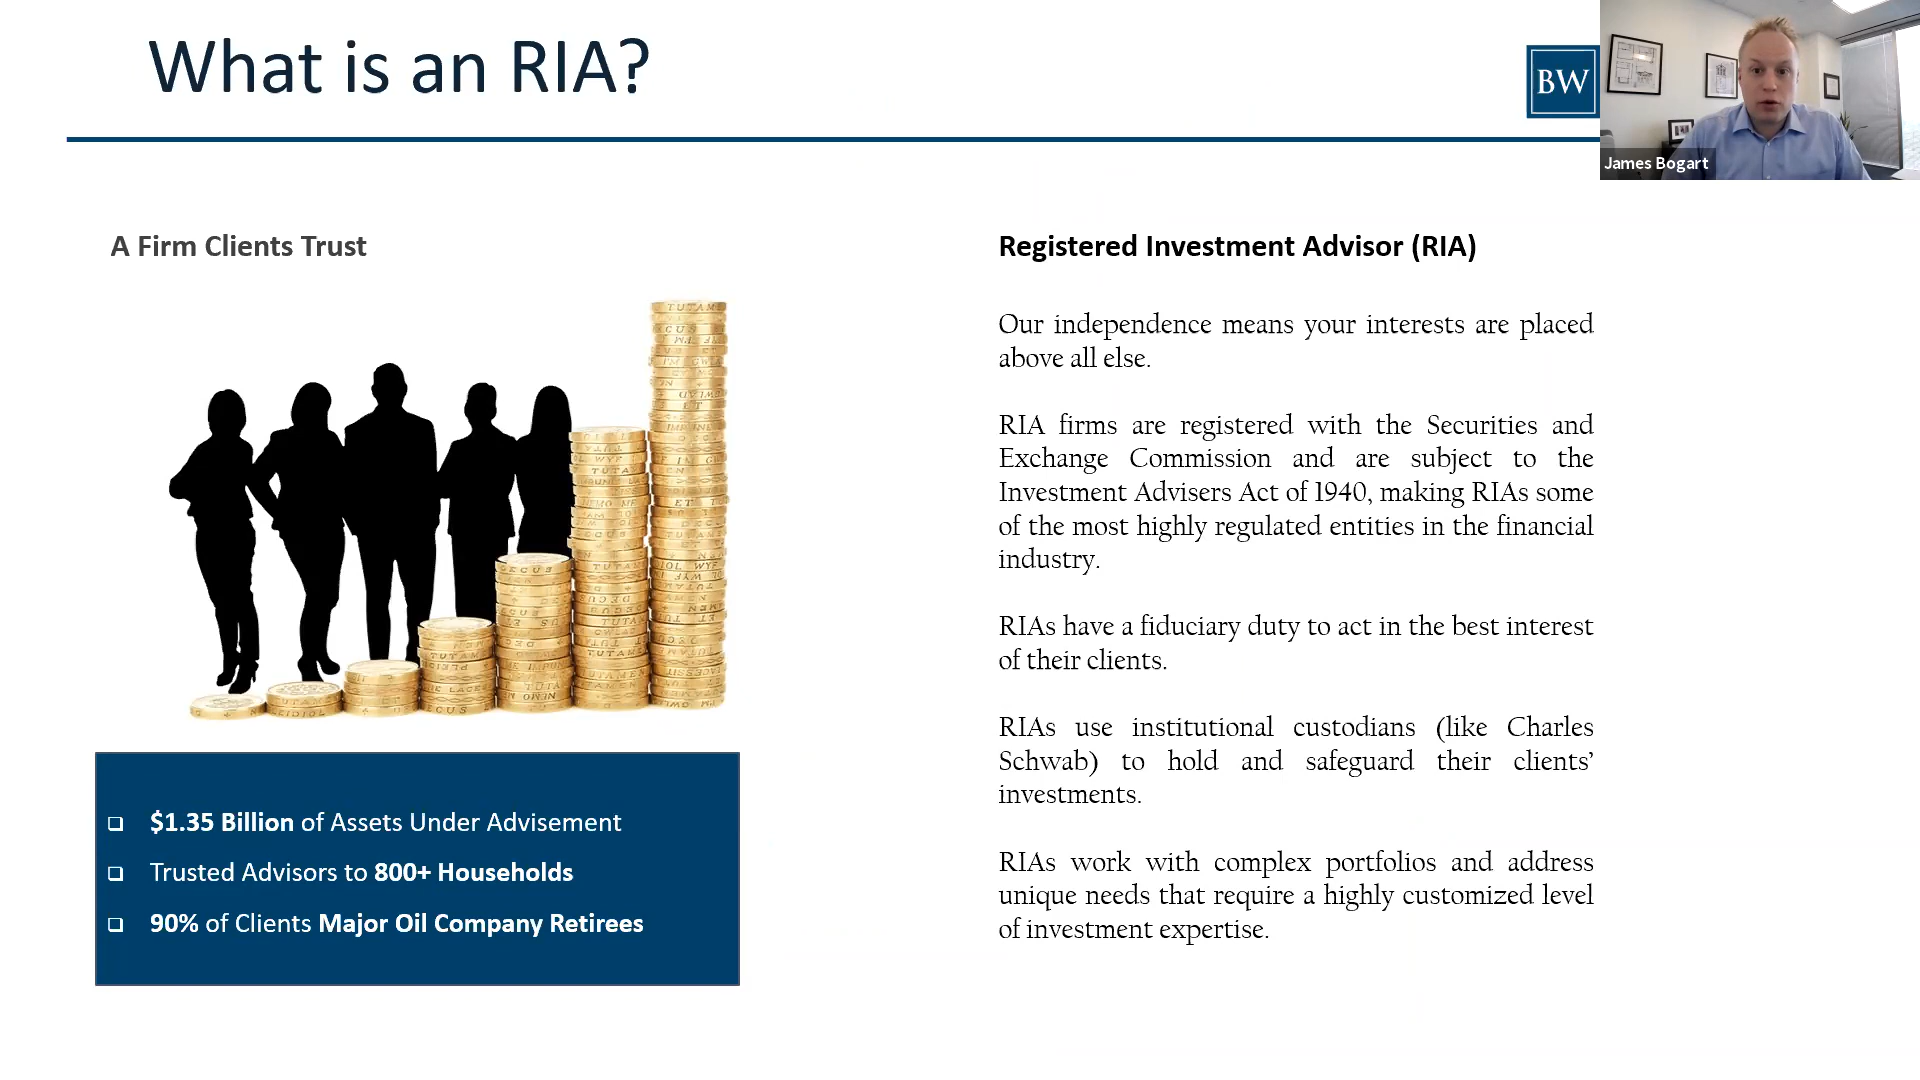 What is an RIA?
BW
James Bogart
A Firm Clients Trust
$1.35 Billion of Assets Under Advisement
Trusted Advisors to 800+ Households
90% of Clients Major Oil Company Retirees
Registered Investment Advisor (RIA)
Our independence means your interests are placed
above all else.
RIA firms are registered with the Securities and
Exchange Commission and are subject to the
Investment Advisers Act of 1940, making RIAs some
of the most highly regulated entities in the financial
industry.
RIAs have a fiduciary duty to act in the best interest
of their clients.
RIAs use institutional custodians (like Charles
Schwab) to hold and safeguard their clients’
investments.
RIAs work with complex portfolios and address
unique needs that require a highly customized level
of investment expertise.